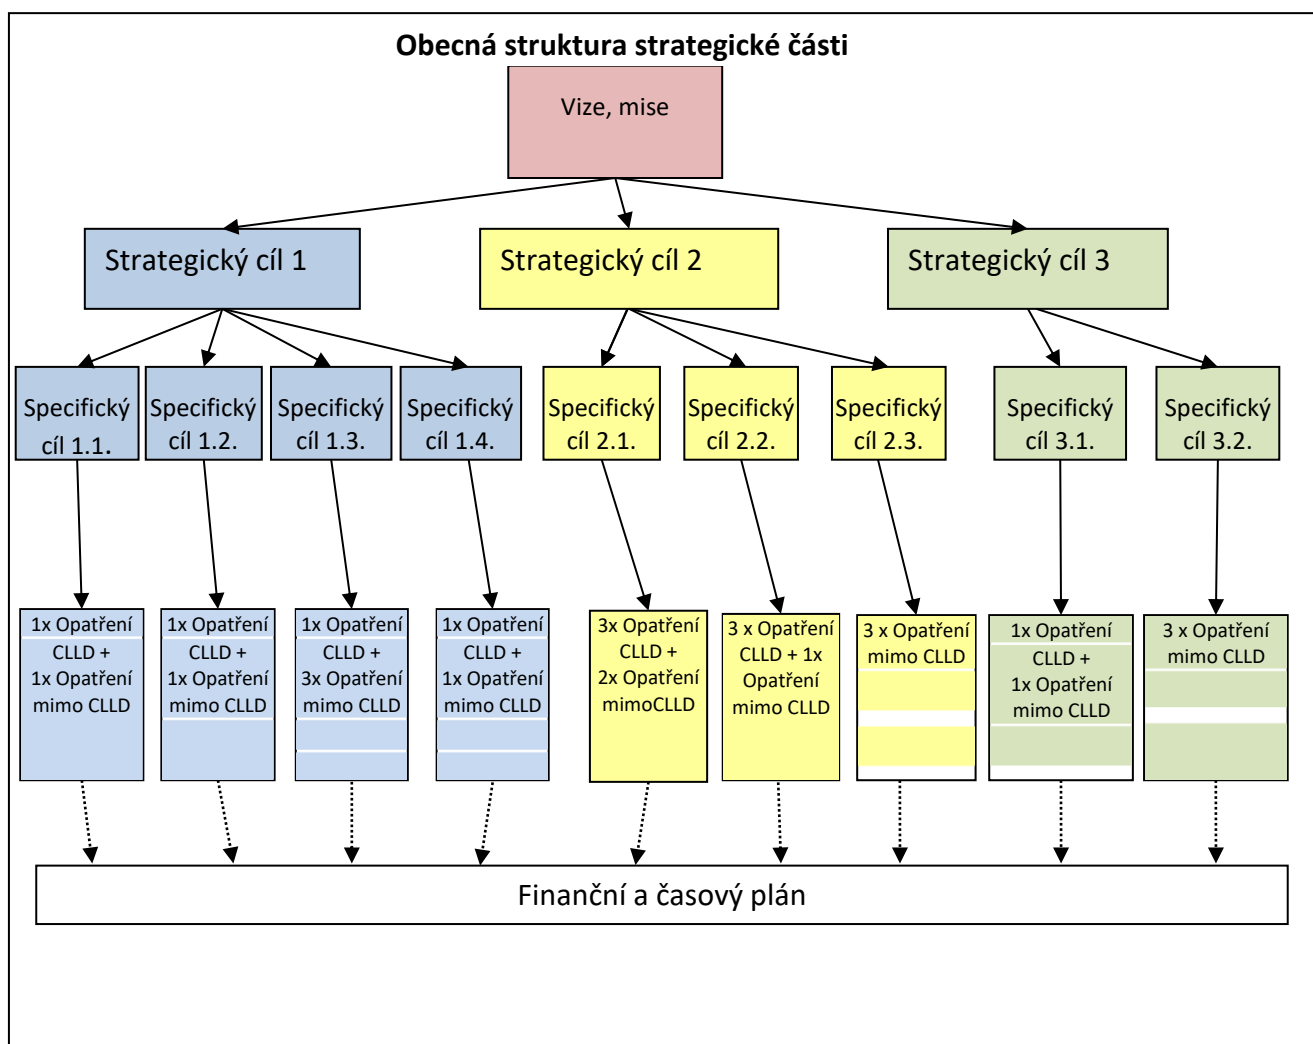 Obecná struktura strategické části
Vize, mise
Strategický cíl 1
Strategický cíl 2
Strategický cíl 3
Specifický
cíl 1.1.
Specifický
cíl 1.2.
Specifický
cíl 1.3.
Specifický
cíl 1.4.
Specifický
cíl 2.1.
Specifický
cíl 2.2.
Specifický
cíl 2.3.
Specifický
cíl 3.1.
Specifický
cíl 3.2.
1x Opatření
CLLD +
1x Opatření
mimo CLLD
1x Opatření
CLLD +
1x Opatření
mimo CLLD
1x Opatření
CLLD +
3x Opatření
mimo CLLD
1x Opatření
CLLD +
1x Opatření
mimo CLLD
3x Opatření
CLLD +
2x Opatření
mimoCLLD
3 x Opatření
CLLD + 1x
Opatření
mimo CLLD
3 x Opatření
mimo CLLD
1x Opatření
CLLD +
1x Opatření
mimo CLLD
3 x Opatření
mimo CLLD
Finanční a časový plán